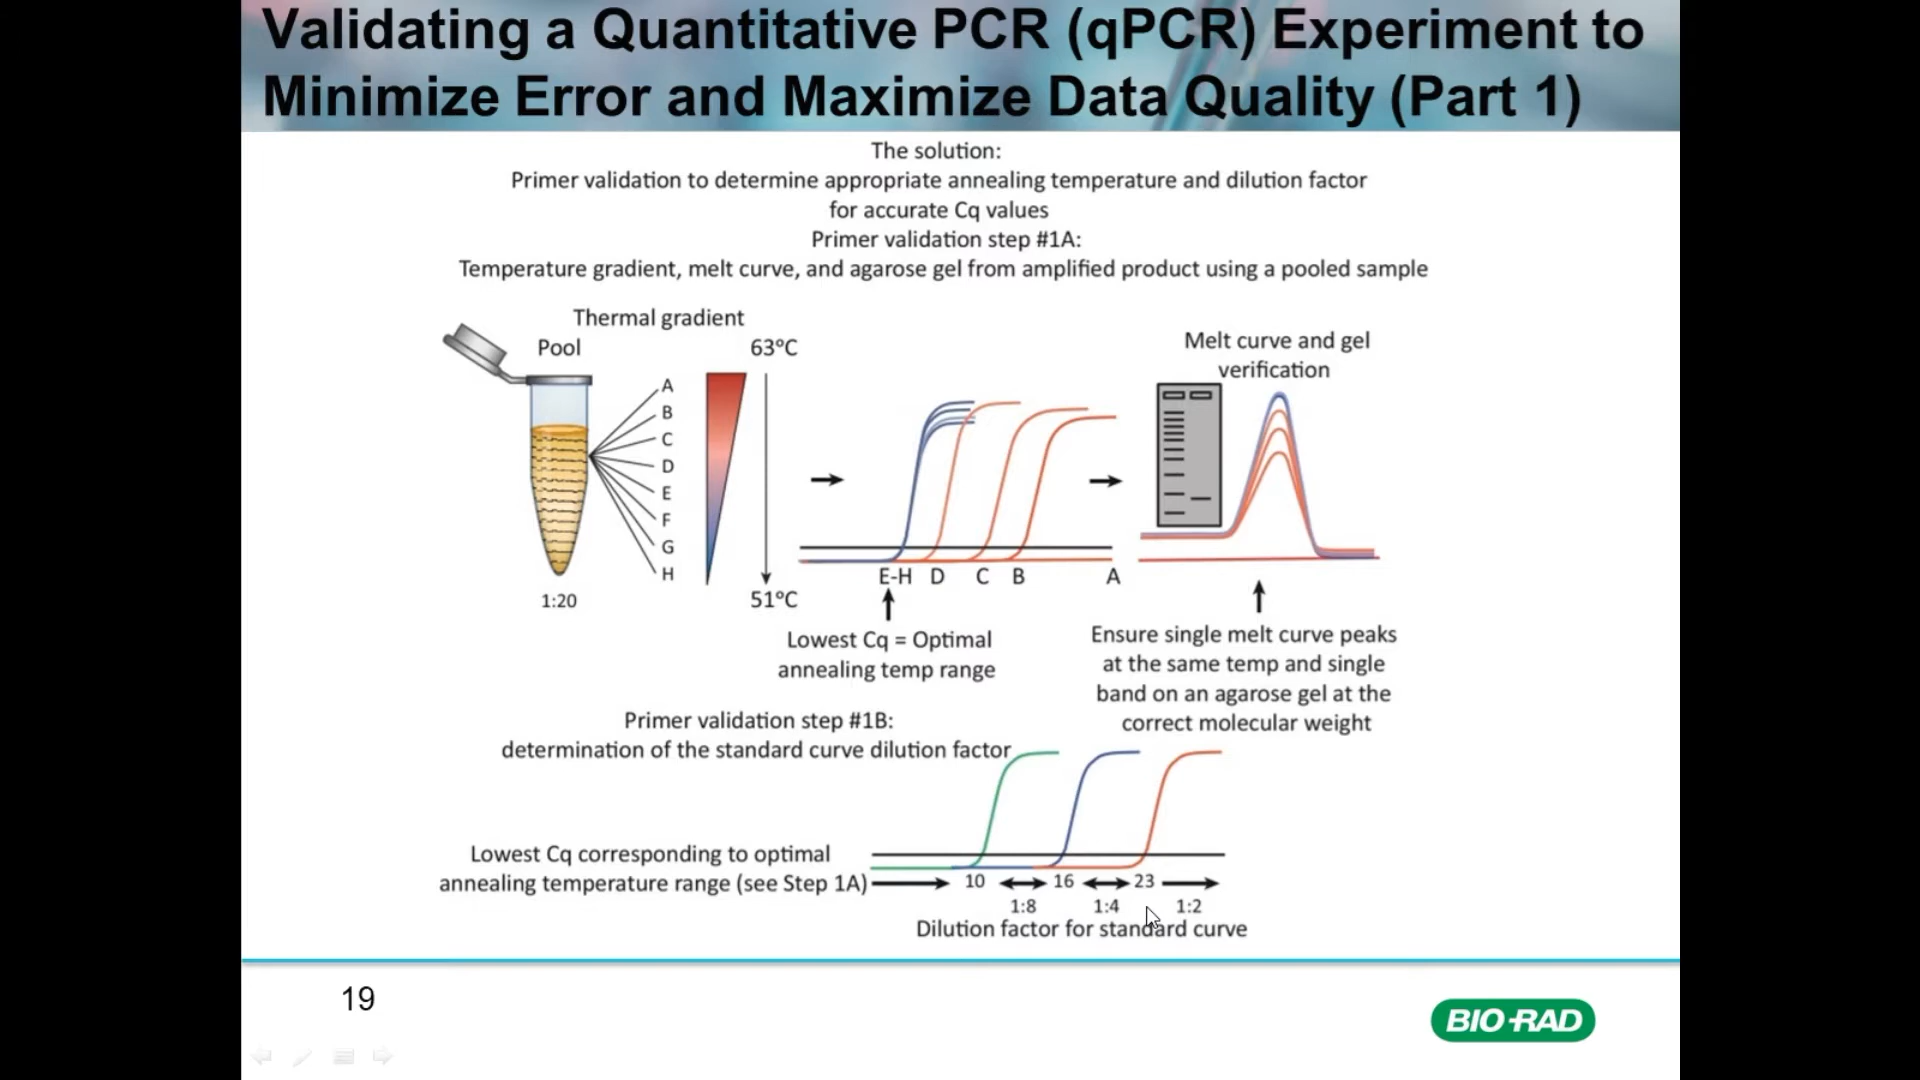 Validating a Quantitative PCR (qPCR) Experiment to
Minimize Error and Maximize Data Quality (Part 1)
The solution:
Primer validation to determine appropriate annealing temperature and dilution factor
for accurate Cq values
Primer validation step #1A:
Temperature gradient, melt curve, and agarose gel from amplified product using a pooled sample
Thermal gradient
Pool
63°C
A
B
C
D
E
F
G
H
1:20
51°C
E-H D C B A
Lowest Cq = Optimal
annealing temp range
Melt curve and gel
verification
Ensure single melt curve peaks
at the same temp and single
band on an agarose gel at the
correct molecular weight
Primer validation step #1B:
determination of the standard curve dilution factor
Lowest Cq corresponding to optimal
annealing temperature range (see Step 1A)
10 16 23
1:8 1:4 1:2
Dilution factor for standard curve
19
BIO-RAD